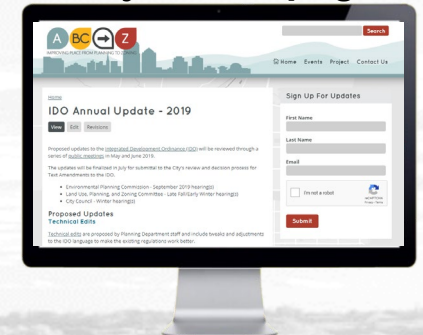 Search
A BC Z
IMPROVING PLACE FROM PLANNING TO ZONING
Home Events Project Contact Us
Home
IDO Annual Update - 2019
View Edit Revisions
Proposed updates to the Integrated Development Ordinance (IDO) will be reviewed through a
series of public meetings in May and June 2019.
The updates will be finalized in July for submittal to the City's review and decision process for
Text Amendments to the IDO.
Environmental Planning Commission - September 2019 hearing(s)
Land Use, Planning, and Zoning Committee - Late Fall/Early Winter hearing(s)
City Council - Winter hearing(s)
Proposed Updates
Technical Edits
Technical edits are proposed by Planning Department staff and include tweaks and adjustments
to the IDO language to make the existing regulations work better.
Sign Up For Updates
First Name
Last Name
Email
I'm not a robot
reCAPTCHA
Privacy - Terms
Submit